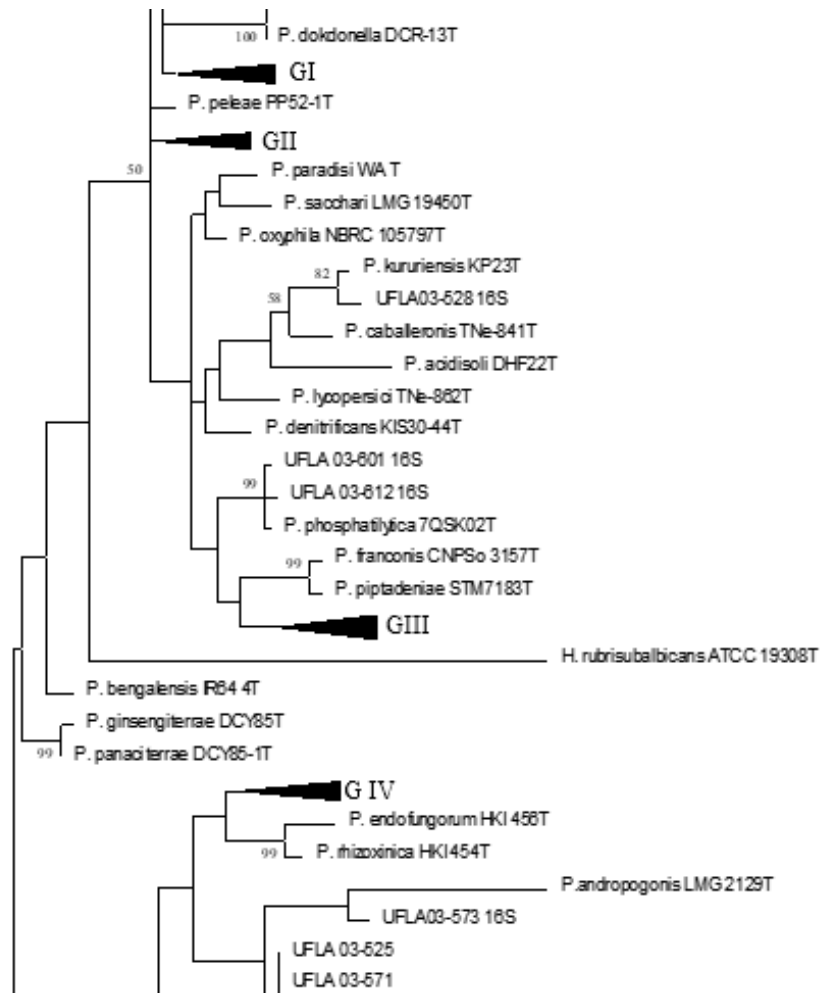 100
P. dokdonella DCR-13T
GI
P. peleae PP52-1T
GII
50
P. paradisi WA T
P. sacchari LMG 19450T
P. oxyphila NBRC 105797T
P. kururiensis KP23T
82
UFLA03-528 16S
58
P. caballeronis TNe-841T
P. acidisoli DHF22T
P. lycopersici TNe-862T
P. denitrificans KIS30-44T
UFLA 03-601 16S
99
UFLA 03-612 16S
P. phosphatilytica 7QSK02T
P. franconis CNPSo 3157T
99
P. piptadeniae STM7183T
GIII
H. rubrisubalbicans ATCC 19308T
P. bengalensis IR64 4T
P. ginsengiterrae DCY85T
99
P. panaciterrae DCY85-1T
G IV
P. endofungorum HKI 456T
99
P. rhizoxinica HKI454T
P.andropogonis LMG 2129T
UFLA03-573 16S
UFLA 03-525
UFLA 03-571